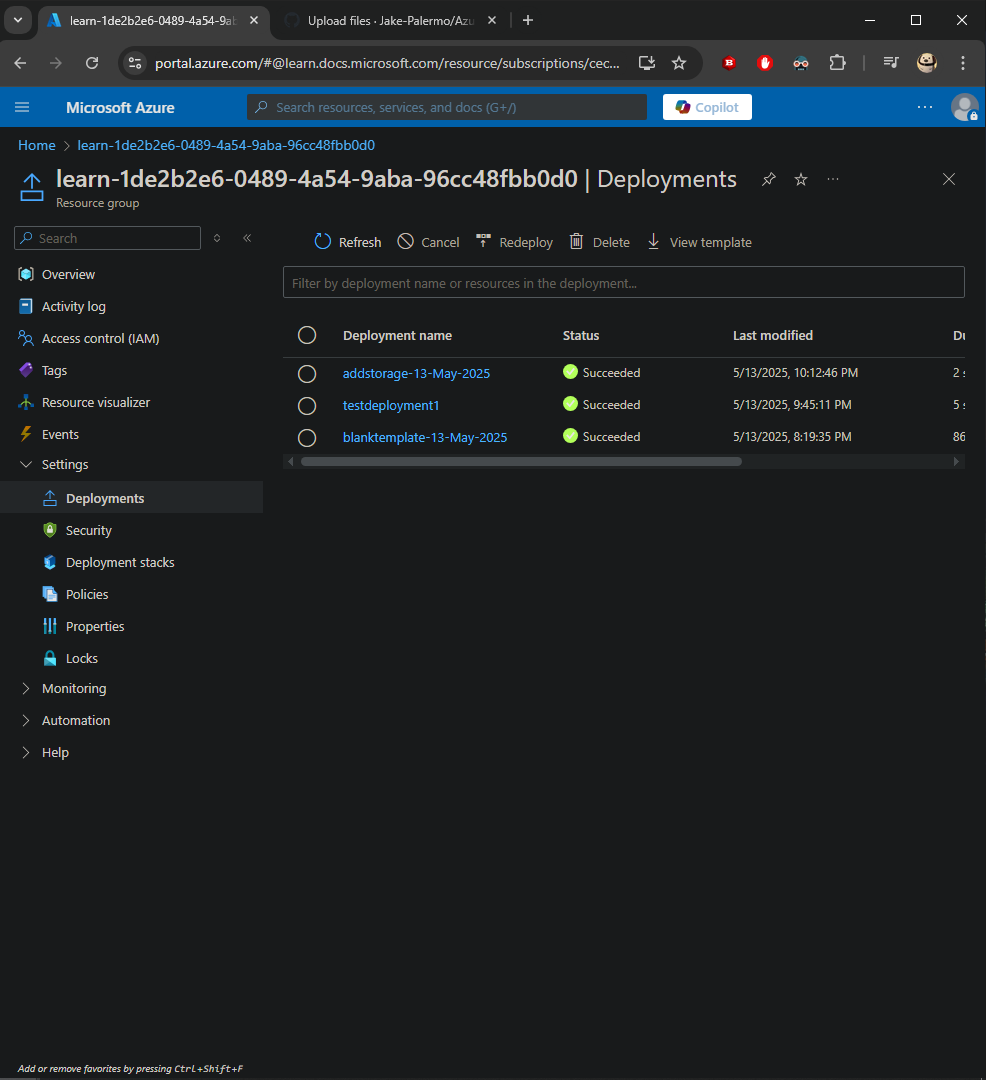 learn-1de2b2e6-0489-4a54-9ab
Upload files · Jake-Palermo/Azu
portal.azure.com/#@learn.docs.microsoft.com/resource/subscriptions/cec...
Microsoft Azure
Search resources, services, and docs (G+/)
Copilot
Home > learn-1de2b2e6-0489-4a54-9aba-96cc48fbb0d0
learn-1de2b2e6-0489-4a54-9aba-96cc48fbb0d0 | Deployments
Resource group
Search
Refresh Cancel Redeploy Delete View template
Overview
Filter by deployment name or resources in the deployment...
Activity log
Access control (IAM)
Deployment name Status Last modified
Tags
addstorage-13-May-2025 Succeeded 5/13/2025, 10:12:46 PM 2 s
Resource visualizer
testdeployment1 Succeeded 5/13/2025, 9:45:11 PM 5 s
Events
blanktemplate-13-May-2025 Succeeded 5/13/2025, 8:19:35 PM 86
Settings
Deployments
Security
Deployment stacks
Policies
Properties
Locks
Monitoring
Automation
Help
Add or remove favorites by pressing Ctrl+Shift+F